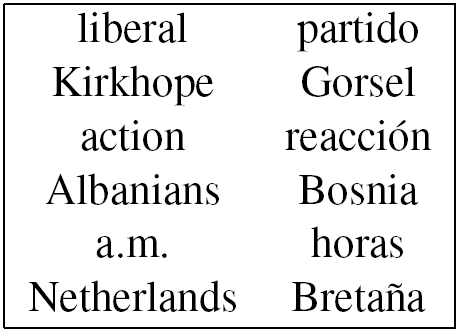 liberal partido
Kirkhope Gorsel
action reacción
Albanians Bosnia
a.m. horas
Netherlands Bretaña